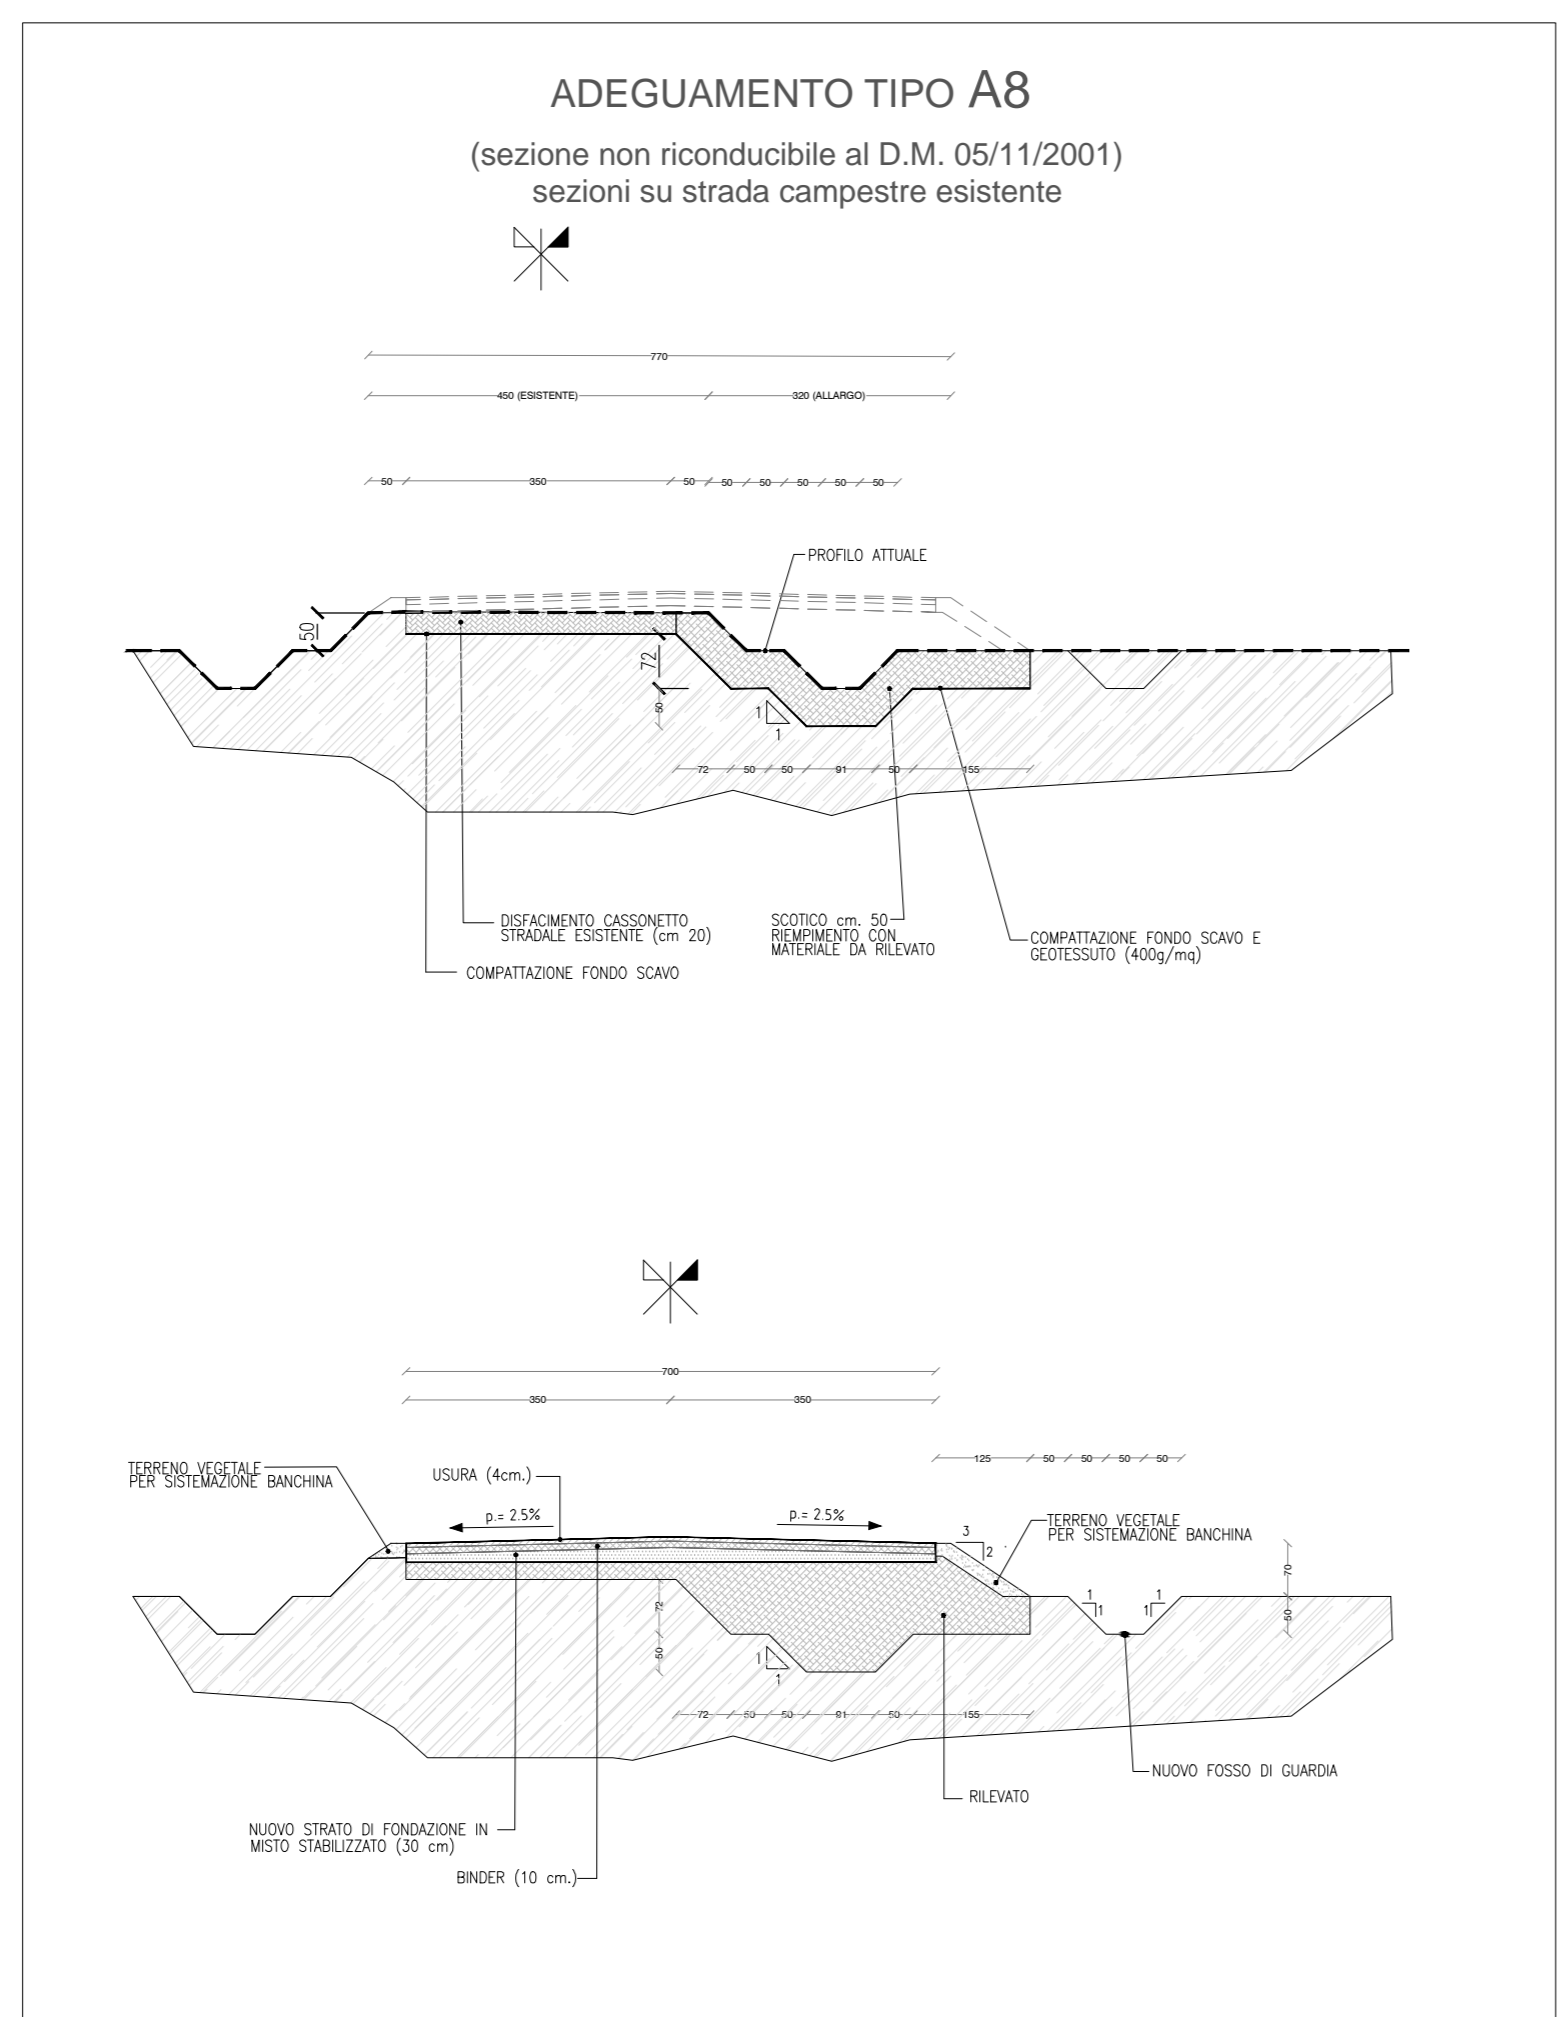 ADEGUAMENTO TIPO A8
(sezione non riconducibile al D.M. 05/11/2001)
sezioni su strada campestre esistente
770
450 (ESISTENTE) 320 (ALLARGO)
50 350 50 50 50 50 50 50
PROFILO ATTUALE
50
72
50
1
1
72 50 50 91 50 155
DISFACIMENTO CASSONETTO
STRADALE ESISTENTE (cm 20)
COMPATTAZIONE FONDO SCAVO
SCOTICO cm. 50
RIEMPIMENTO CON
MATERIALE DA RILEVATO
COMPATTAZIONE FONDO SCAVO E
GEOTESSUTO (400g/mq)
700
350 350
125 50 50 50 50
TERRENO VEGETALE
PER SISTEMAZIONE BANCHINA
USURA (4cm.)
p.= 2.5% p.= 2.5%
TERRENO VEGETALE
PER SISTEMAZIONE BANCHINA
3
2
70
50
1
1
1
1
72
50
1
1
72 50 50 91 50 155
NUOVO FOSSO DI GUARDIA
RILEVATO
NUOVO STRATO DI FONDAZIONE IN
MISTO STABILIZZATO (30 cm)
BINDER (10 cm.)